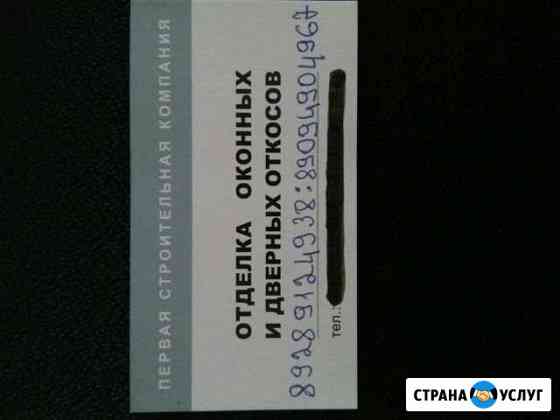 ПЕРВАЯ СТРОИТЕЛЬНАЯ КОМПАНИЯ
ОТДЕЛКА ОКОННЫХ
И ДВЕРНЫХ ОТКОСОВ
89289124938:89094904967
тел.:
СТРАНА УСЛУГ